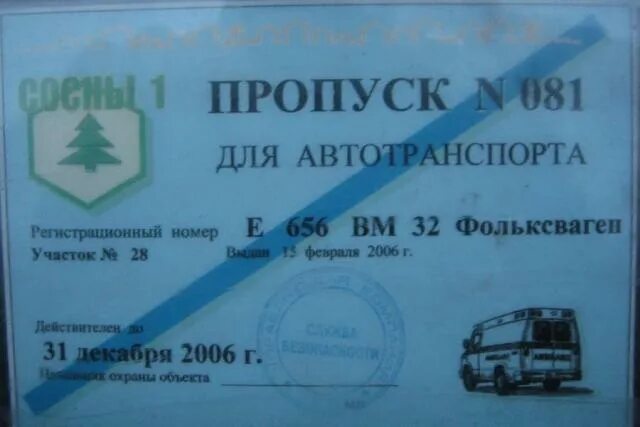 СОСНЫ 1
ПРОПУСК N 081
ДЛЯ АВТОТРАНСПОРТА
Регистрационный номер Е 656 ВМ 32 Фольксваген
Участок № 28 Выдан 15 февраля 2006 г.
Действителен до
31 декабря 2006 г.
Начальник охраны объекта
СЛУЖБА
БЕЗОПАСНОСТИ